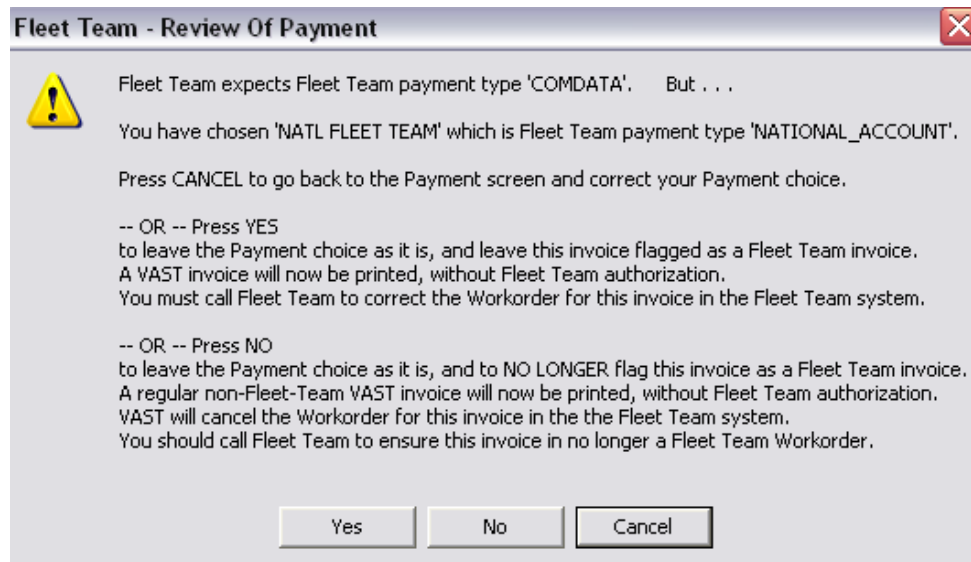 Fleet Team - Review Of Payment
Fleet Team expects Fleet Team payment type 'COMDATA'. But . . .
You have chosen 'NATL FLEET TEAM' which is Fleet Team payment type 'NATIONAL_ACCOUNT'.
Press CANCEL to go back to the Payment screen and correct your Payment choice.
-- OR -- Press YES
to leave the Payment choice as it is, and leave this invoice flagged as a Fleet Team invoice.
A VAST invoice will now be printed, without Fleet Team authorization.
You must call Fleet Team to correct the Workorder for this invoice in the Fleet Team system.
-- OR -- Press NO
to leave the Payment choice as it is, and to NO LONGER flag this invoice as a Fleet Team invoice.
A regular non-Fleet-Team VAST invoice will now be printed, without Fleet Team authorization.
VAST will cancel the Workorder for this invoice in the the Fleet Team system.
You should call Fleet Team to ensure this invoice in no longer a Fleet Team Workorder.
Yes No Cancel